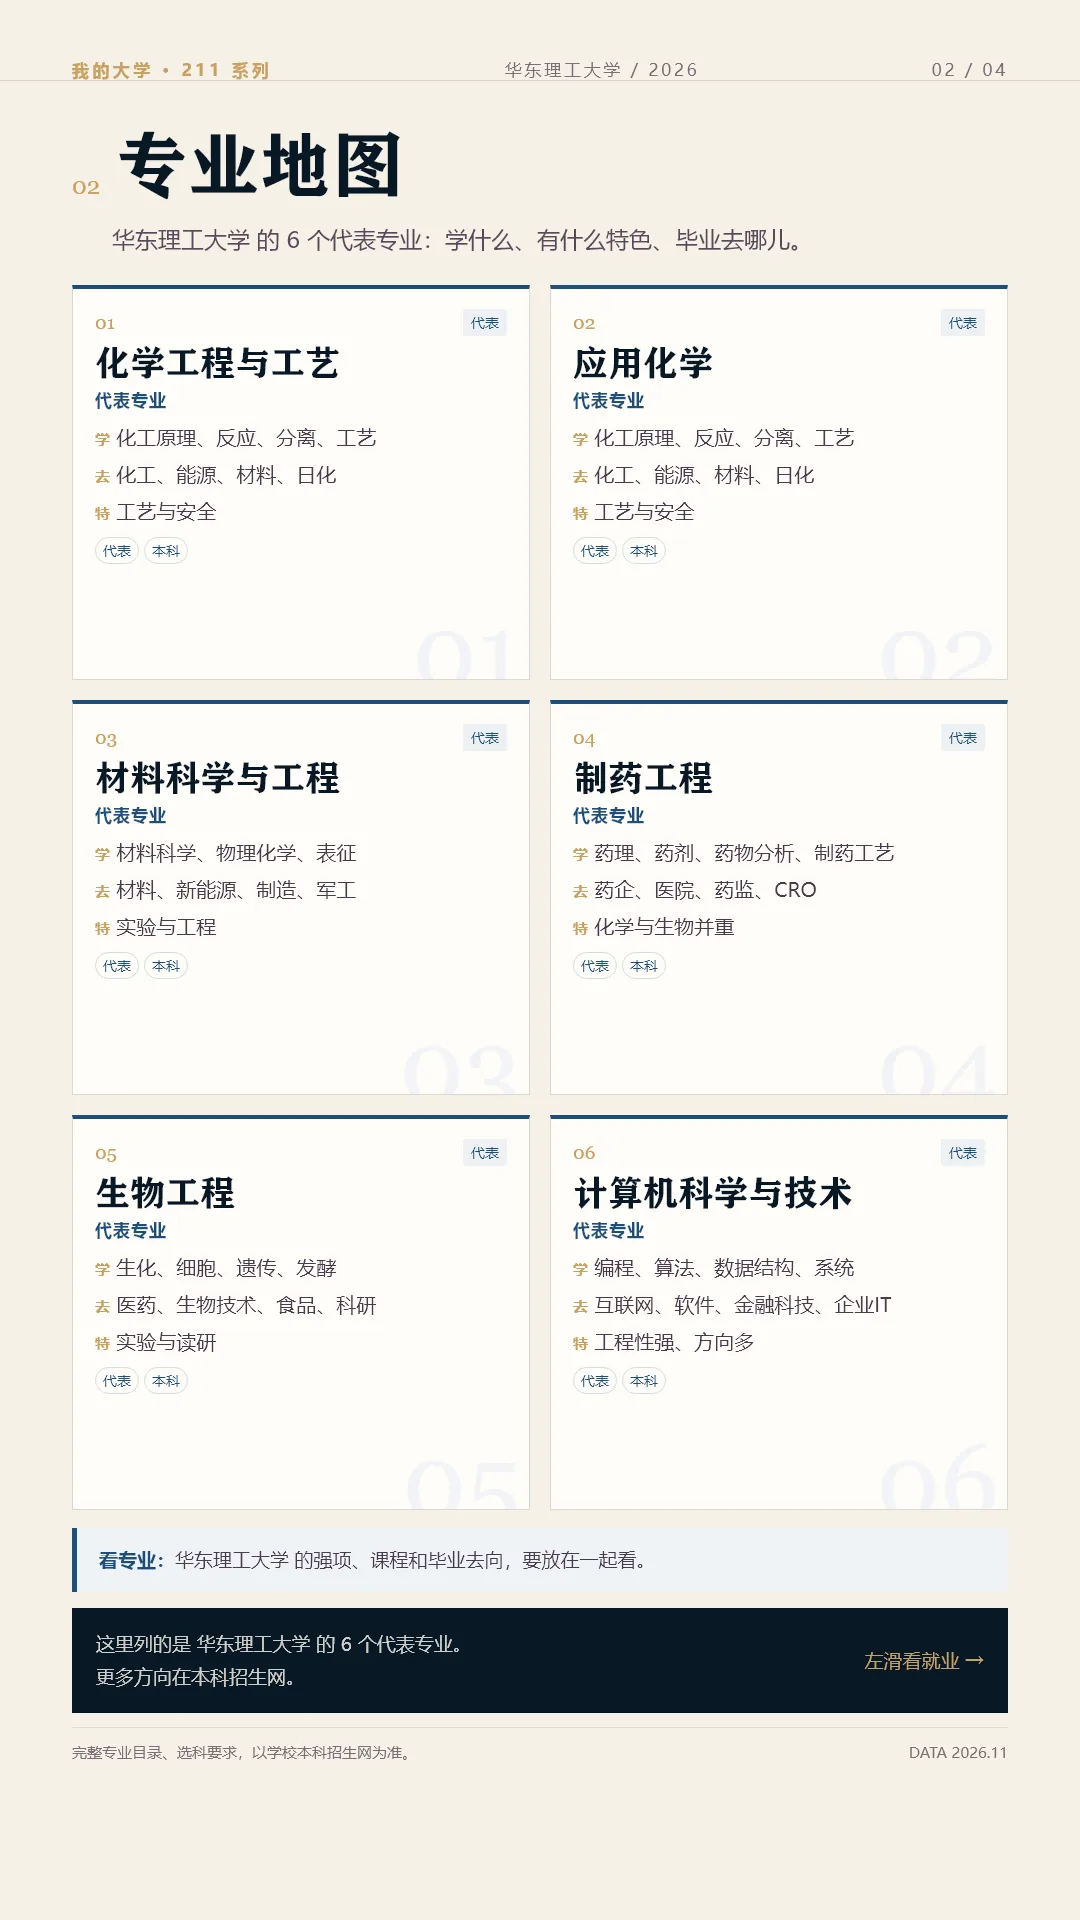 我的大学 · 211 系列
华东理工大学 / 2026
02 / 04
02 专业地图
华东理工大学 的 6 个代表专业：学什么、有什么特色、毕业去哪儿。
01 代表
化学工程与工艺
代表专业
学 化工原理、反应、分离、工艺
去 化工、能源、材料、日化
特 工艺与安全
代表 本科
01
02 代表
应用化学
代表专业
学 化工原理、反应、分离、工艺
去 化工、能源、材料、日化
特 工艺与安全
代表 本科
02
03 代表
材料科学与工程
代表专业
学 材料科学、物理化学、表征
去 材料、新能源、制造、军工
特 实验与工程
代表 本科
03
04 代表
制药工程
代表专业
学 药理、药剂、药物分析、制药工艺
去 药企、医院、药监、CRO
特 化学与生物并重
代表 本科
04
05 代表
生物工程
代表专业
学 生化、细胞、遗传、发酵
去 医药、生物技术、食品、科研
特 实验与读研
代表 本科
05
06 代表
计算机科学与技术
代表专业
学 编程、算法、数据结构、系统
去 互联网、软件、金融科技、企业IT
特 工程性强、方向多
代表 本科
06
看专业：华东理工大学 的强项、课程和毕业去向，要放在一起看。
这里列的是 华东理工大学 的 6 个代表专业。
更多方向在本科招生网。
左滑看就业 →
完整专业目录、选科要求，以学校本科招生网为准。
DATA 2026.11